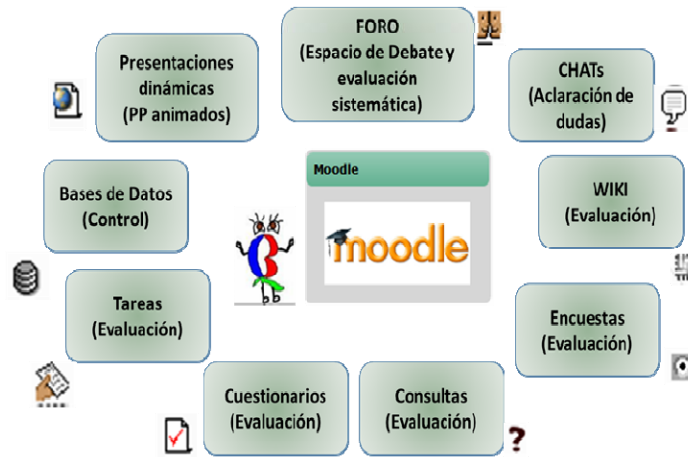 FORO
(Espacio de Debate y
evaluación
sistemática)
Presentaciones
dinámicas
(PP animados)
CHATs
(Aclaración de
dudas)
Moodle
moodle
Bases de Datos
(Control)
WIKI
(Evaluación)
Tareas
(Evaluación)
Encuestas
(Evaluación)
Cuestionarios
(Evaluación)
Consultas
(Evaluación)
?